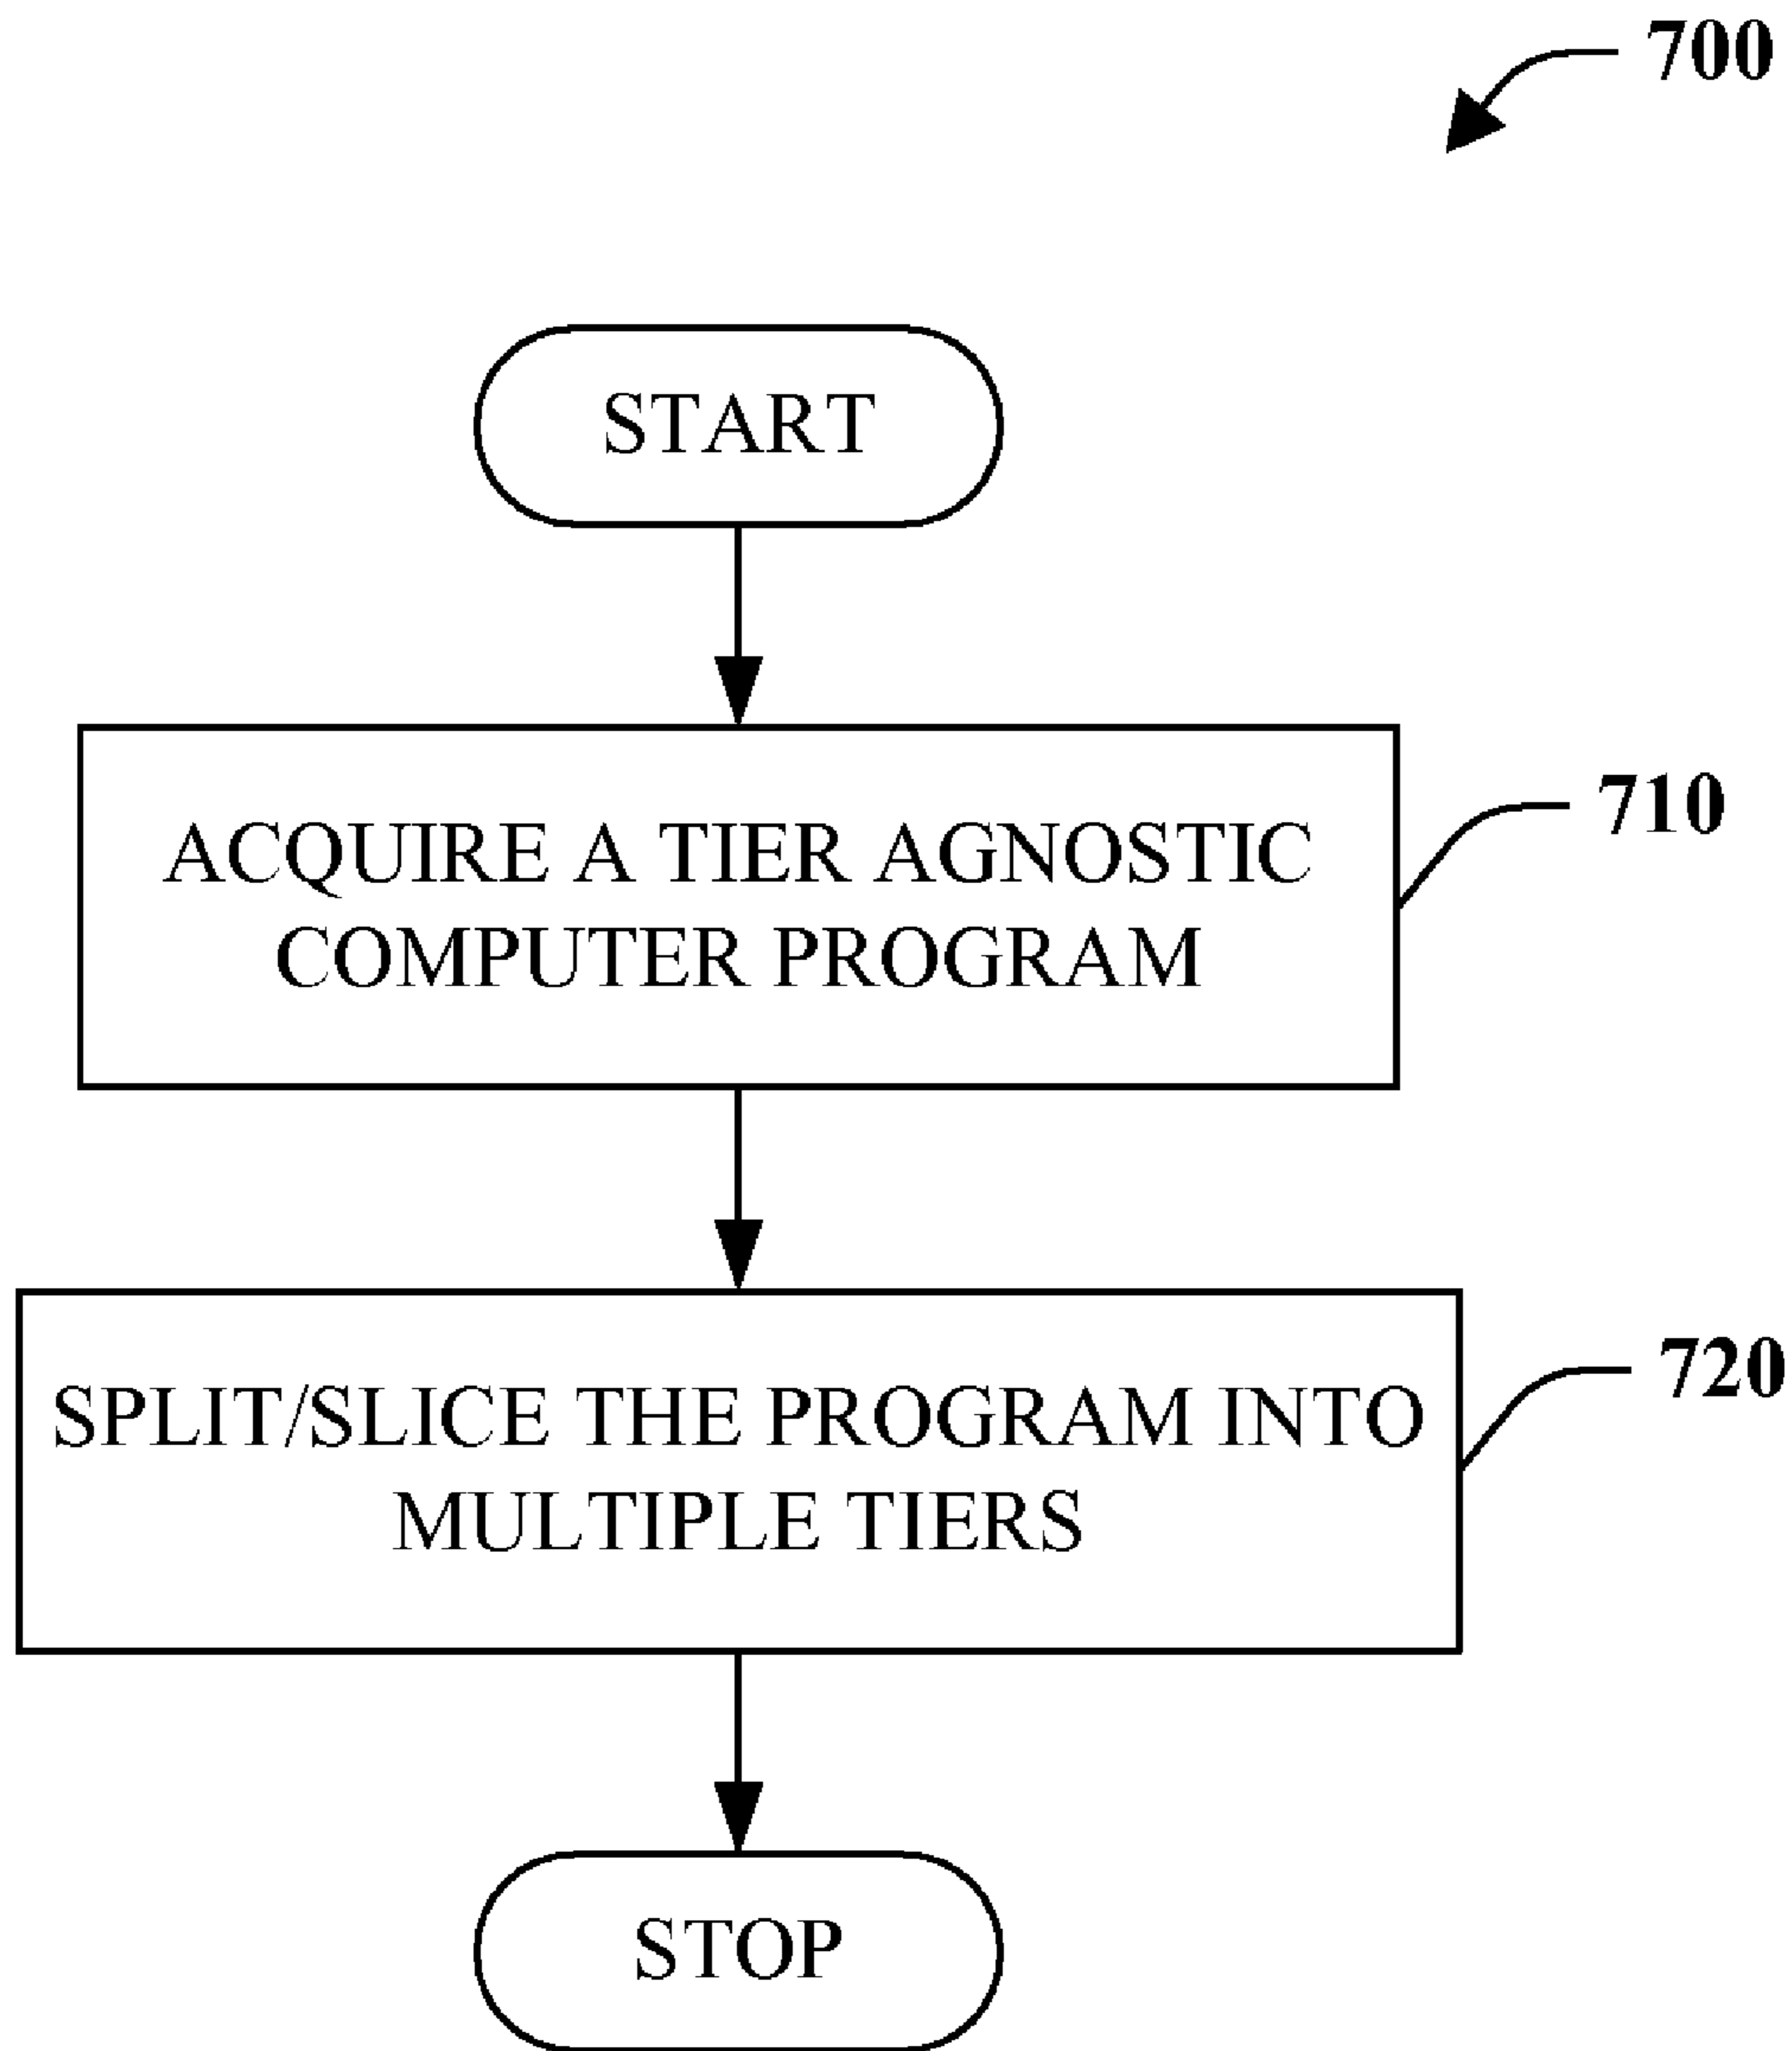 700
START
ACQUIRE A TIER AGNOSTIC
COMPUTER PROGRAM
710
SPLIT/SLICE THE PROGRAM INTO
MULTIPLE TIERS
720
STOP